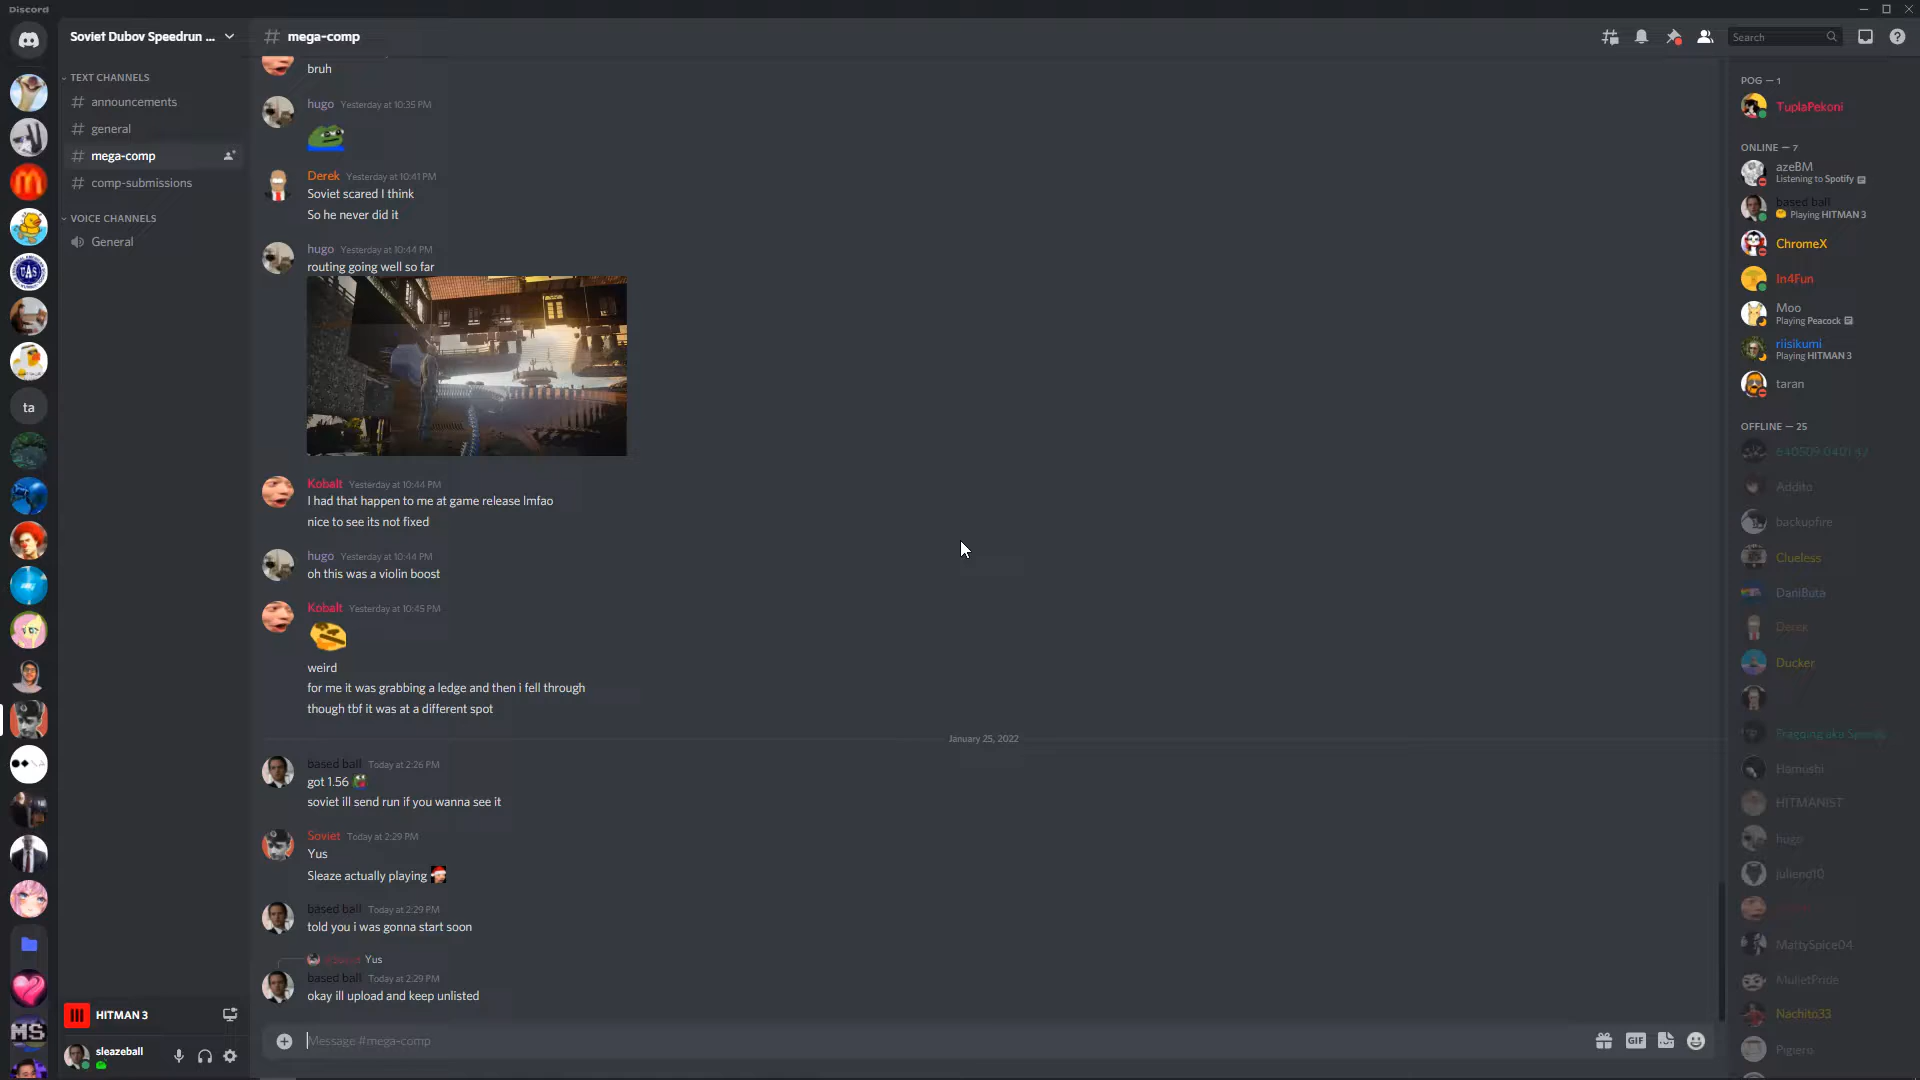 Discord
Soviet Dubov Speedrun ...
TEXT CHANNELS
announcements
general
mega-comp
comp-submissions
VOICE CHANNELS
General
ta
UAS
MS
HITMAN 3
sleazeball
# mega-comp
Search
bruh
hugo Yesterday at 10:35 PM
Derek Yesterday at 10:41 PM
Soviet scared I think
So he never did it
hugo Yesterday at 10:44 PM
routing going well so far
Kobalt Yesterday at 10:44 PM
I had that happen to me at game release lmfao
nice to see its not fixed
hugo Yesterday at 10:44 PM
oh this was a violin boost
Kobalt Yesterday at 10:45 PM
weird
for me it was grabbing a ledge and then i fell through
though tbf it was at a different spot
January 25, 2022
based ball Today at 2:26 PM
got 1.56
soviet ill send run if you wanna see it
Soviet Today at 2:29 PM
Yus
Sleaze actually playing
based ball Today at 2:29 PM
told you i was gonna start soon
@Soviet Yus
based ball Today at 2:29 PM
okay ill upload and keep unlisted
Message #mega-comp
GIF
POG — 1
TuplaPekoni
ONLINE — 7
azeBM
Listening to Spotify
based ball
Playing HITMAN 3
ChromeX
In4Fun
Moo
Playing Peacock
riisikumi
Playing HITMAN 3
taran
OFFLINE — 25
Addito
backupfire
Clueless
DaniButa
Derek
Ducker
Hamushi
HITMANIST
hugo
Julieno10
MattySpice04
MulletPride
Nachito33
Pigiero